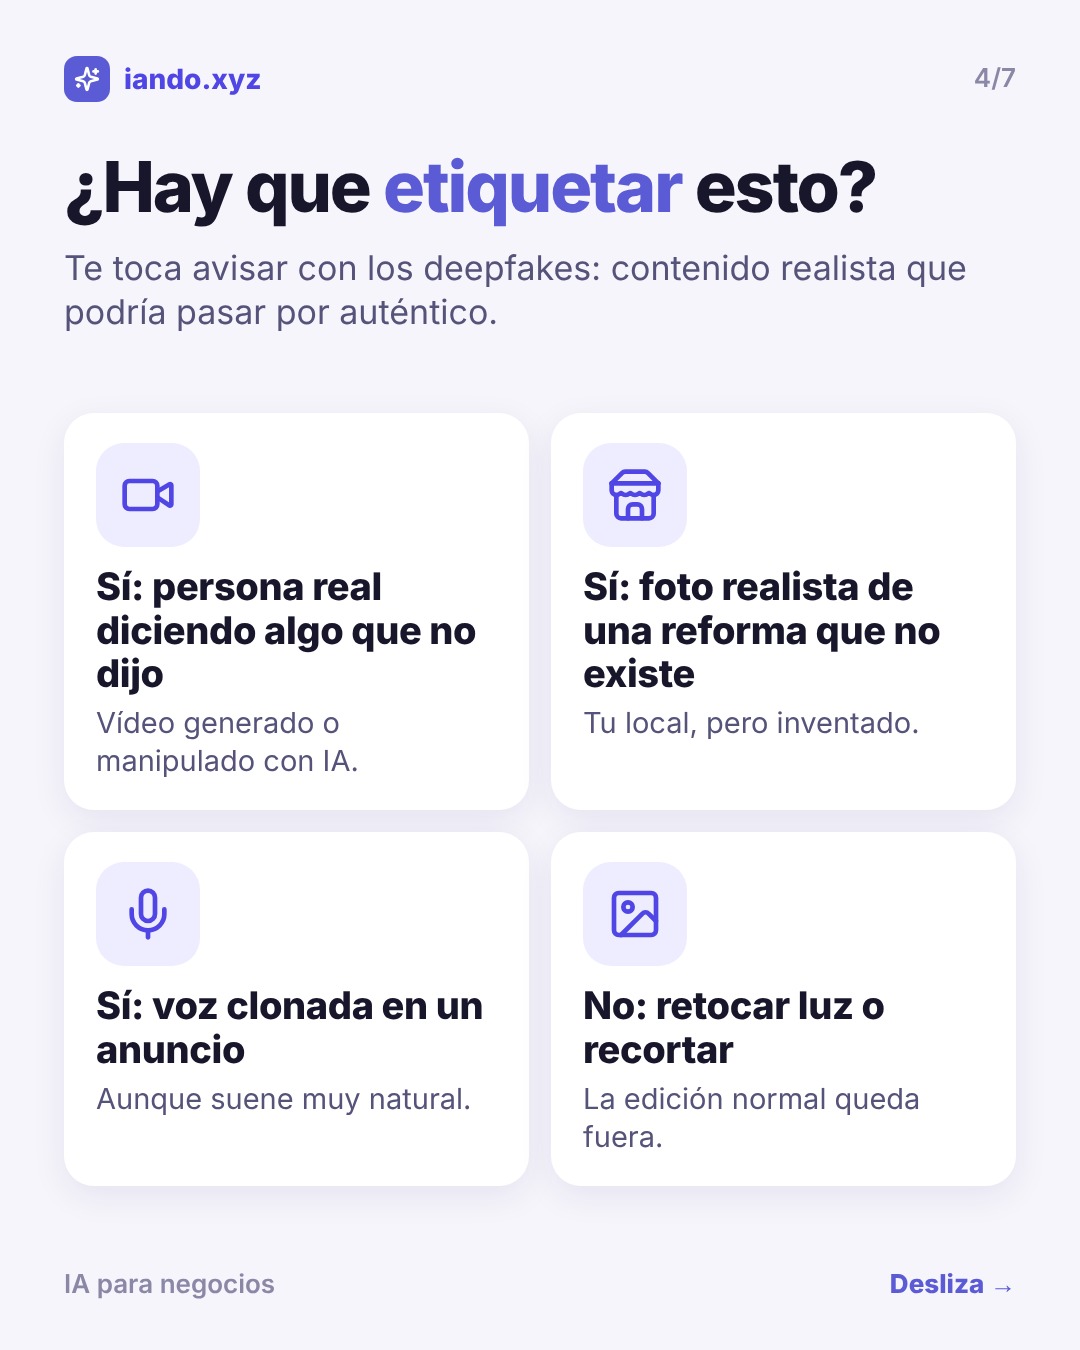 iando.xyz
4/7
¿Hay que etiquetar esto?
Te toca avisar con los deepfakes: contenido realista que
podría pasar por auténtico.
Sí: persona real
diciendo algo que no
dijo
Vídeo generado o
manipulado con IA.
Sí: foto realista de
una reforma que no
existe
Tu local, pero inventado.
Sí: voz clonada en un
anuncio
Aunque suene muy natural.
No: retocar luz o
recortar
La edición normal queda
fuera.
IA para negocios
Desliza →